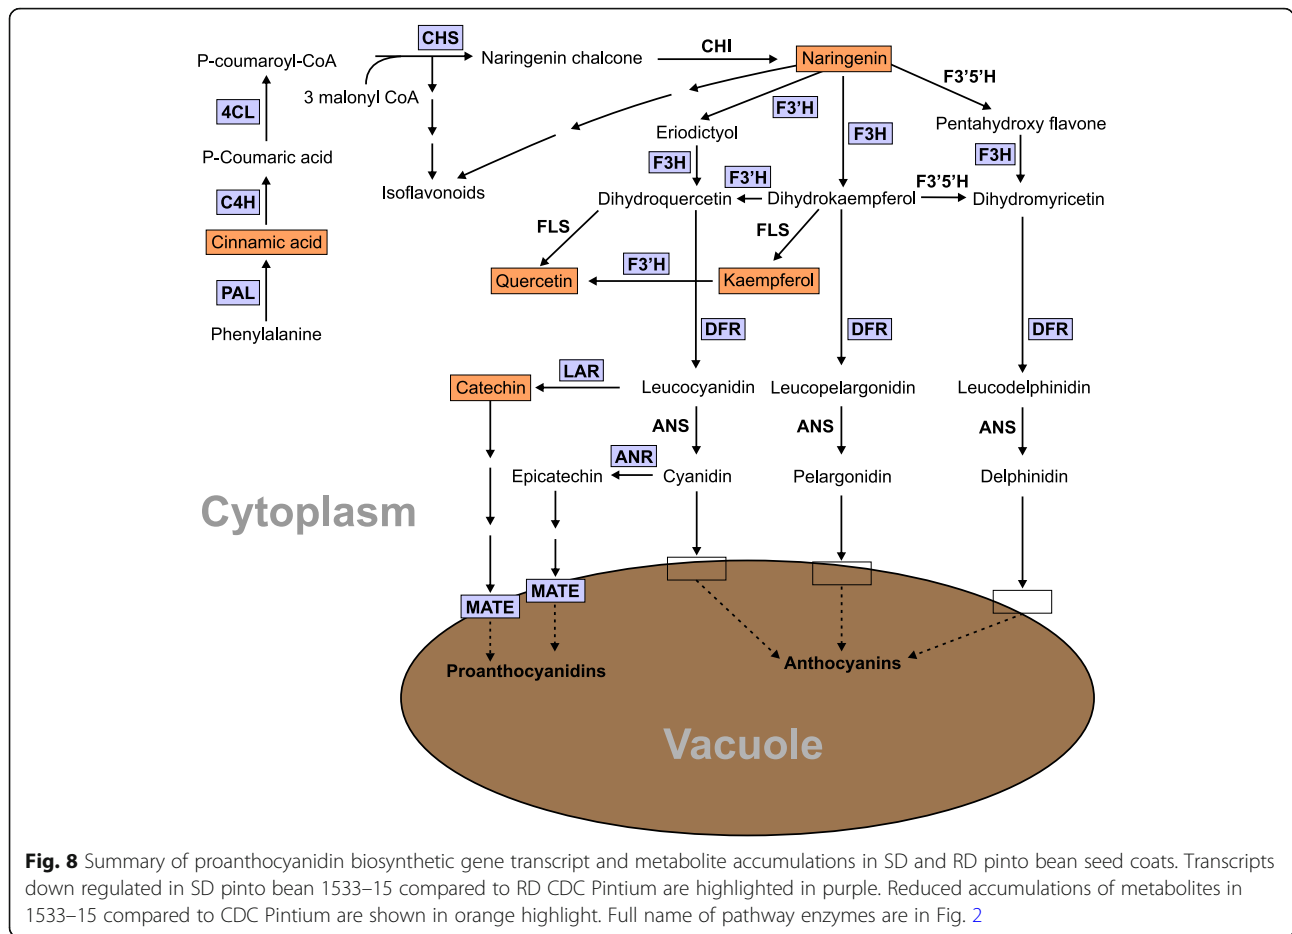 CHS
P-coumaroyl-CoA
Naringenin chalcone
CHI
Naringenin
3 malonyl CoA
F3'5'H
4CL
F3'H
Eriodictyol
F3H
Pentahydroxy flavone
P-Coumaric acid
F3H
F3H
Isoflavonoids
F3'H
F3'5'H
C4H
Dihydroquercetin
Dihydrokaempferol
Dihydromyricetin
Cinnamic acid
FLS
FLS
F3'H
Quercetin
Kaempferol
PAL
Phenylalanine
DFR
DFR
DFR
LAR
Catechin
Leucocyanidin
Leucopelargonidin
Leucodelphinidin
ANS
ANS
ANS
ANR
Epicatechin
Cyanidin
Pelargonidin
Delphinidin
Cytoplasm
MATE
MATE
Proanthocyanidins
Anthocyanins
Vacuole
Fig. 8 Summary of proanthocyanidin biosynthetic gene transcript and metabolite accumulations in SD and RD pinto bean seed coats. Transcripts
down regulated in SD pinto bean 1533–15 compared to RD CDC Pintium are highlighted in purple. Reduced accumulations of metabolites in
1533–15 compared to CDC Pintium are shown in orange highlight. Full name of pathway enzymes are in Fig. 2